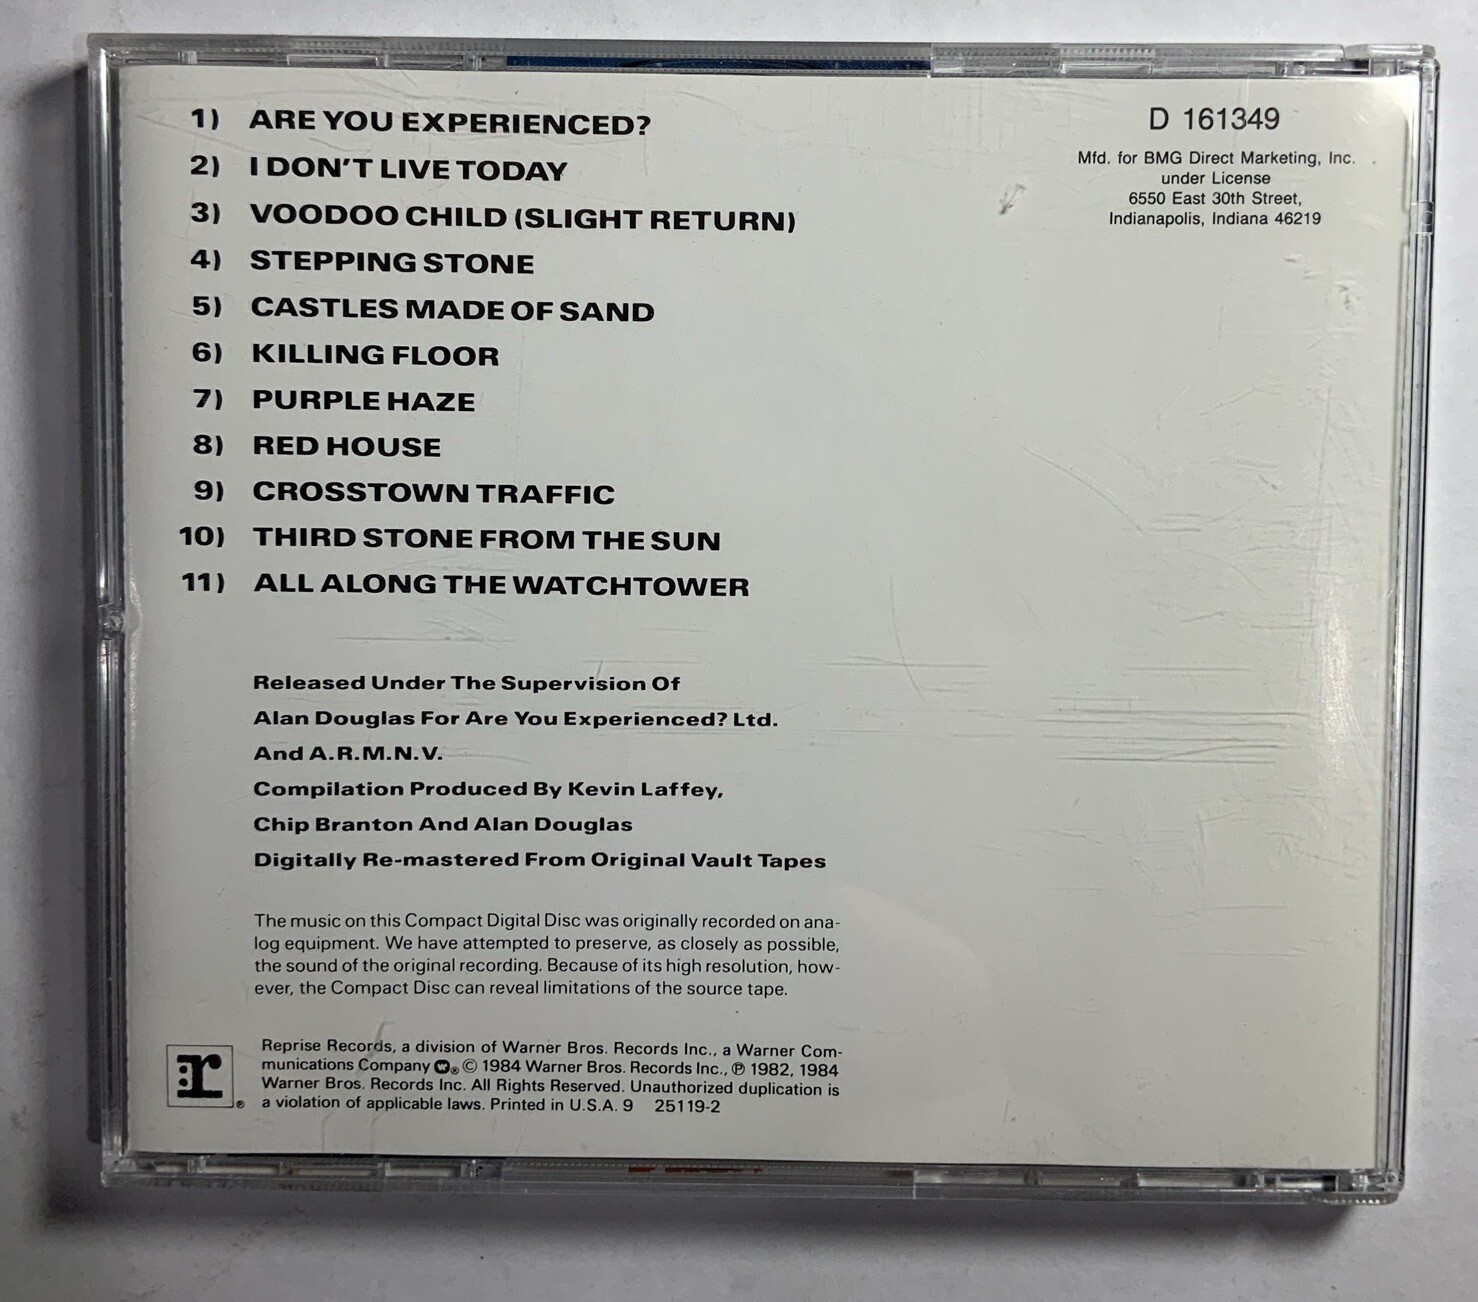 1) ARE YOU EXPERIENCED?
2) I DON'T LIVE TODAY
3) VOODOO CHILD (SLIGHT RETURN)
4) STEPPING STONE
5) CASTLES MADE OF SAND
6) KILLING FLOOR
7) PURPLE HAZE
8) RED HOUSE
9) CROSSTOWN TRAFFIC
10) THIRD STONE FROM THE SUN
11) ALL ALONG THE WATCHTOWER
D 161349
Mfd. for BMG Direct Marketing, Inc.
under License
6550 East 30th Street,
Indianapolis, Indiana 46219
Released Under The Supervision Of
Alan Douglas For Are You Experienced? Ltd.
And A.R.M.N.V.
Compilation Produced By Kevin Laffey,
Chip Branton And Alan Douglas
Digitally Re-mastered From Original Vault Tapes
The music on this Compact Digital Disc was originally recorded on ana-
log equipment. We have attempted to preserve, as closely as possible,
the sound of the original recording. Because of its high resolution, how-
ever, the Compact Disc can reveal limitations of the source tape.
r: ®
Reprise Records, a division of Warner Bros. Records Inc., a Warner Com-
munications Company ® © 1984 Warner Bros. Records Inc., ℗ 1982, 1984
Warner Bros. Records Inc. All Rights Reserved. Unauthorized duplication is
a violation of applicable laws. Printed in U.S.A. 9 25119-2